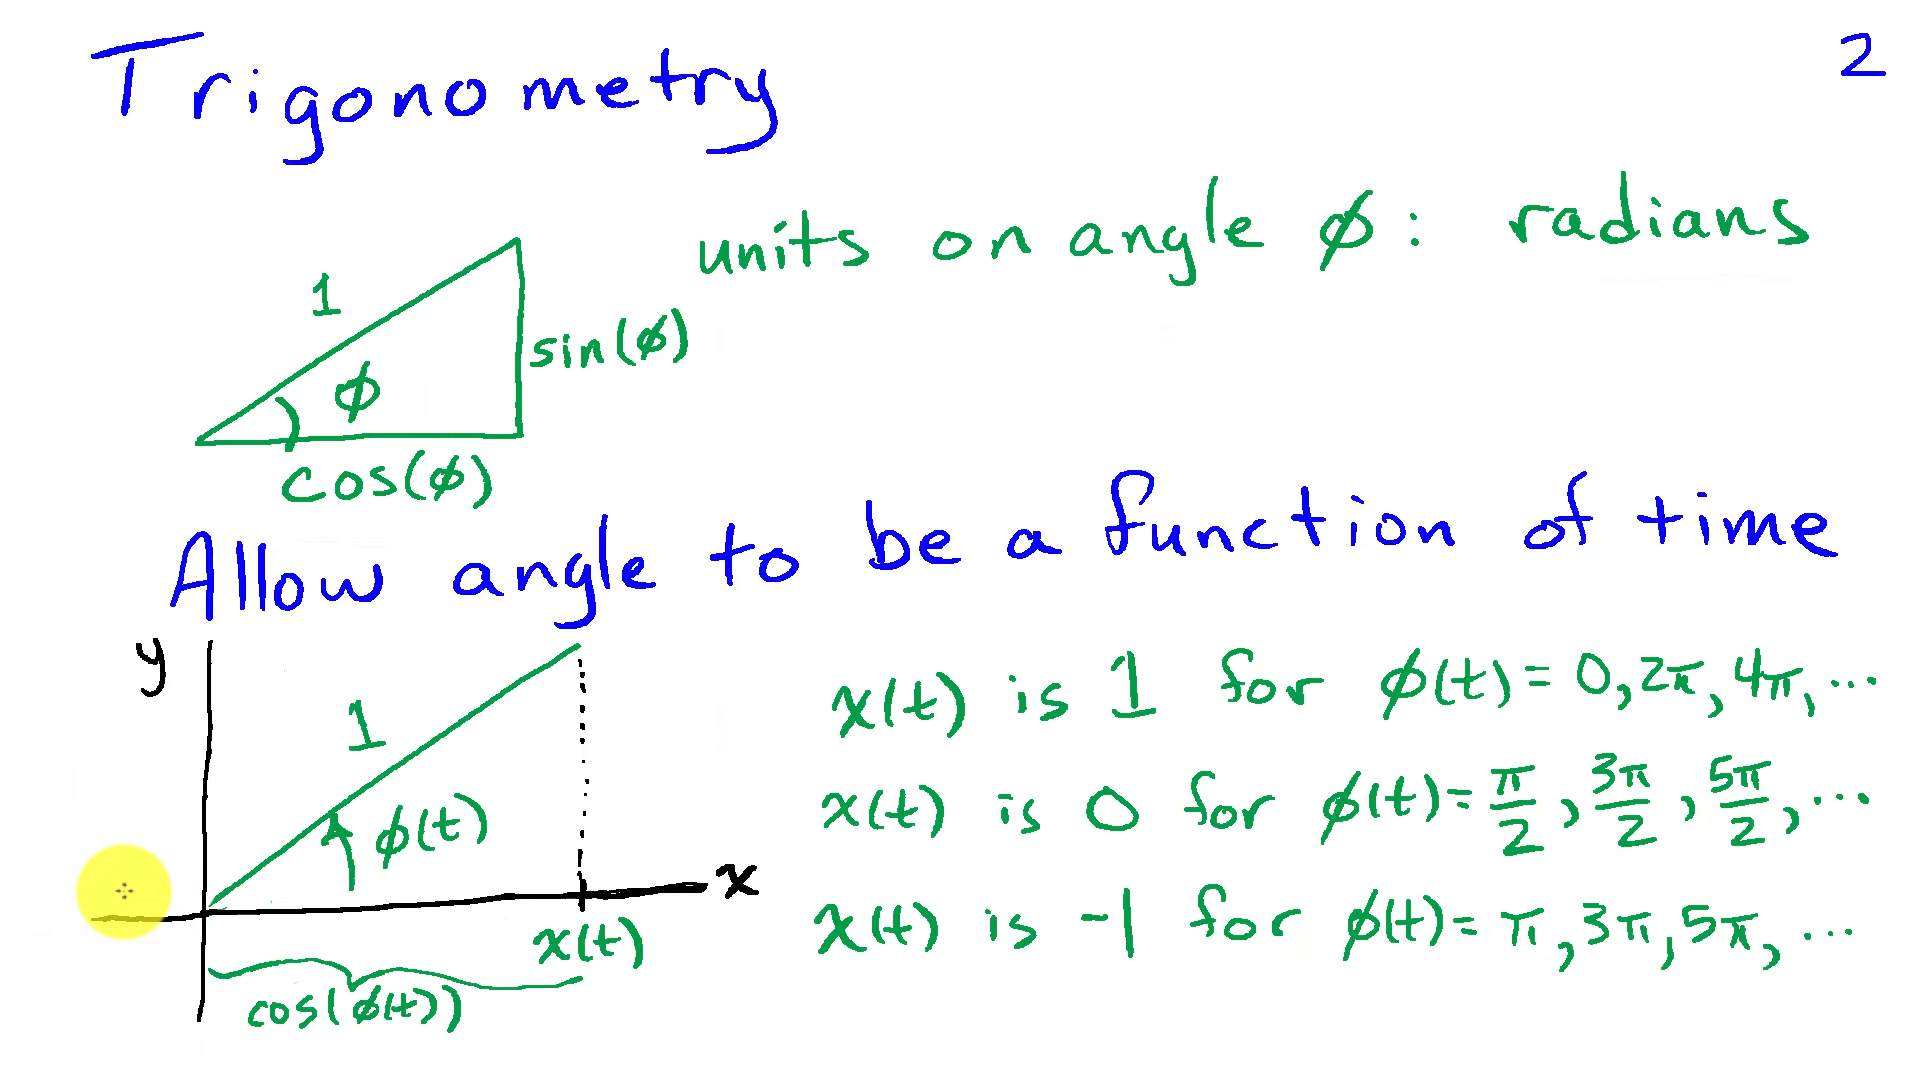 Trigonometry
2
units on angle ϕ: radians
1
sin(ϕ)
ϕ
cos(ϕ)
Allow angle to be a function of time
y
1
ϕ(t)
x
x(t)
cos(ϕ(t))
x(t) is 1 for ϕ(t) = 0, 2π, 4π, ...
x(t) is 0 for ϕ(t) = π/2, 3π/2, 5π/2, ...
x(t) is -1 for ϕ(t) = π, 3π, 5π, ...